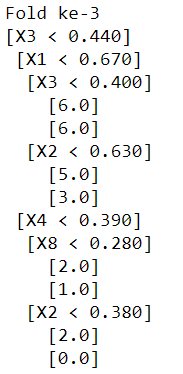 Fold ke-3
[X3 < 0.440]
 [X1 < 0.670]
  [X3 < 0.400]
   [6.0]
   [6.0]
  [X2 < 0.630]
   [5.0]
   [3.0]
 [X4 < 0.390]
  [X8 < 0.280]
   [2.0]
   [1.0]
  [X2 < 0.380]
   [2.0]
   [0.0]